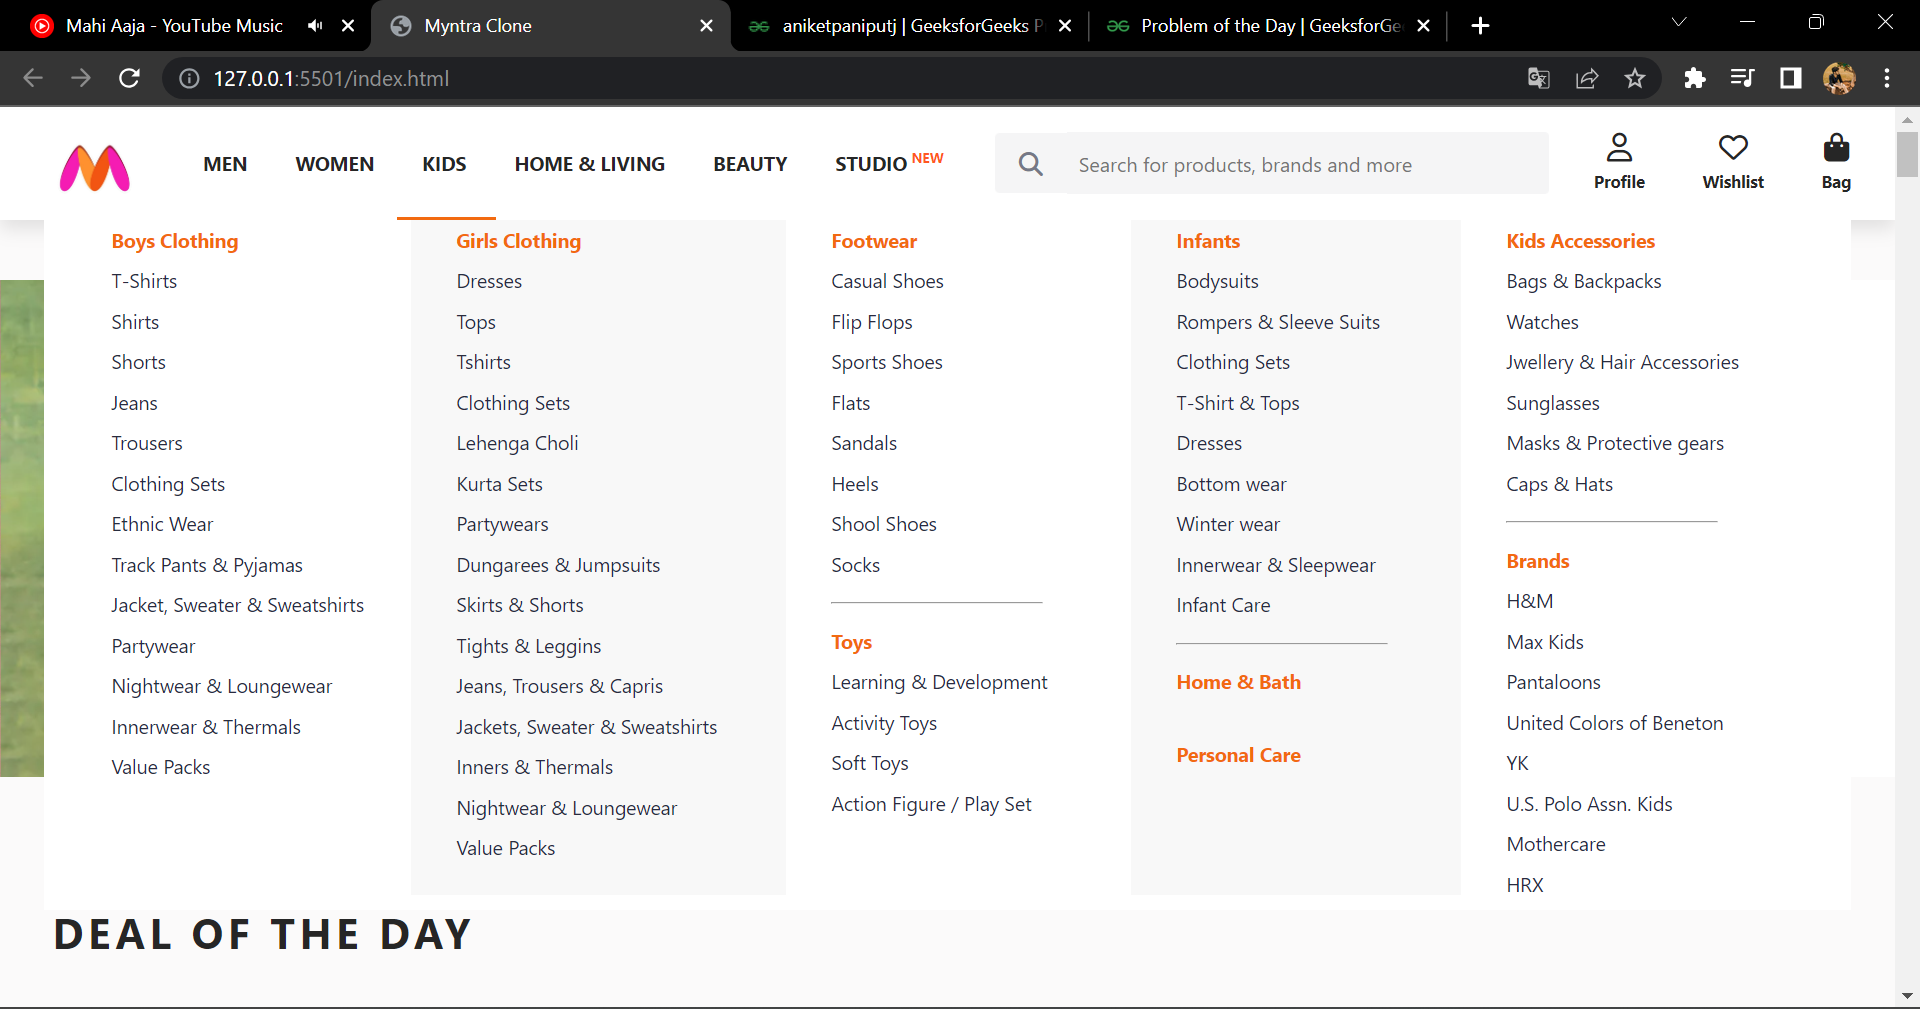 Mahi Aaja - YouTube Music
Myntra Clone
aniketpaniputj | GeeksforGeeks P
Problem of the Day | GeeksforGe
127.0.0.1:5501/index.html
MEN
WOMEN
KIDS
HOME & LIVING
BEAUTY
STUDIO NEW
Search for products, brands and more
Profile
Wishlist
Bag
Boys Clothing
T-Shirts
Shirts
Shorts
Jeans
Trousers
Clothing Sets
Ethnic Wear
Track Pants & Pyjamas
Jacket, Sweater & Sweatshirts
Partywear
Nightwear & Loungewear
Innerwear & Thermals
Value Packs
Girls Clothing
Dresses
Tops
Tshirts
Clothing Sets
Lehenga Choli
Kurta Sets
Partywears
Dungarees & Jumpsuits
Skirts & Shorts
Tights & Leggins
Jeans, Trousers & Capris
Jackets, Sweater & Sweatshirts
Inners & Thermals
Nightwear & Loungewear
Value Packs
Footwear
Casual Shoes
Flip Flops
Sports Shoes
Flats
Sandals
Heels
Shool Shoes
Socks
Toys
Learning & Development
Activity Toys
Soft Toys
Action Figure / Play Set
Infants
Bodysuits
Rompers & Sleeve Suits
Clothing Sets
T-Shirt & Tops
Dresses
Bottom wear
Winter wear
Innerwear & Sleepwear
Infant Care
Home & Bath
Personal Care
Kids Accessories
Bags & Backpacks
Watches
Jwellery & Hair Accessories
Sunglasses
Masks & Protective gears
Caps & Hats
Brands
H&M
Max Kids
Pantaloons
United Colors of Beneton
YK
U.S. Polo Assn. Kids
Mothercare
HRX
DEAL OF THE DAY